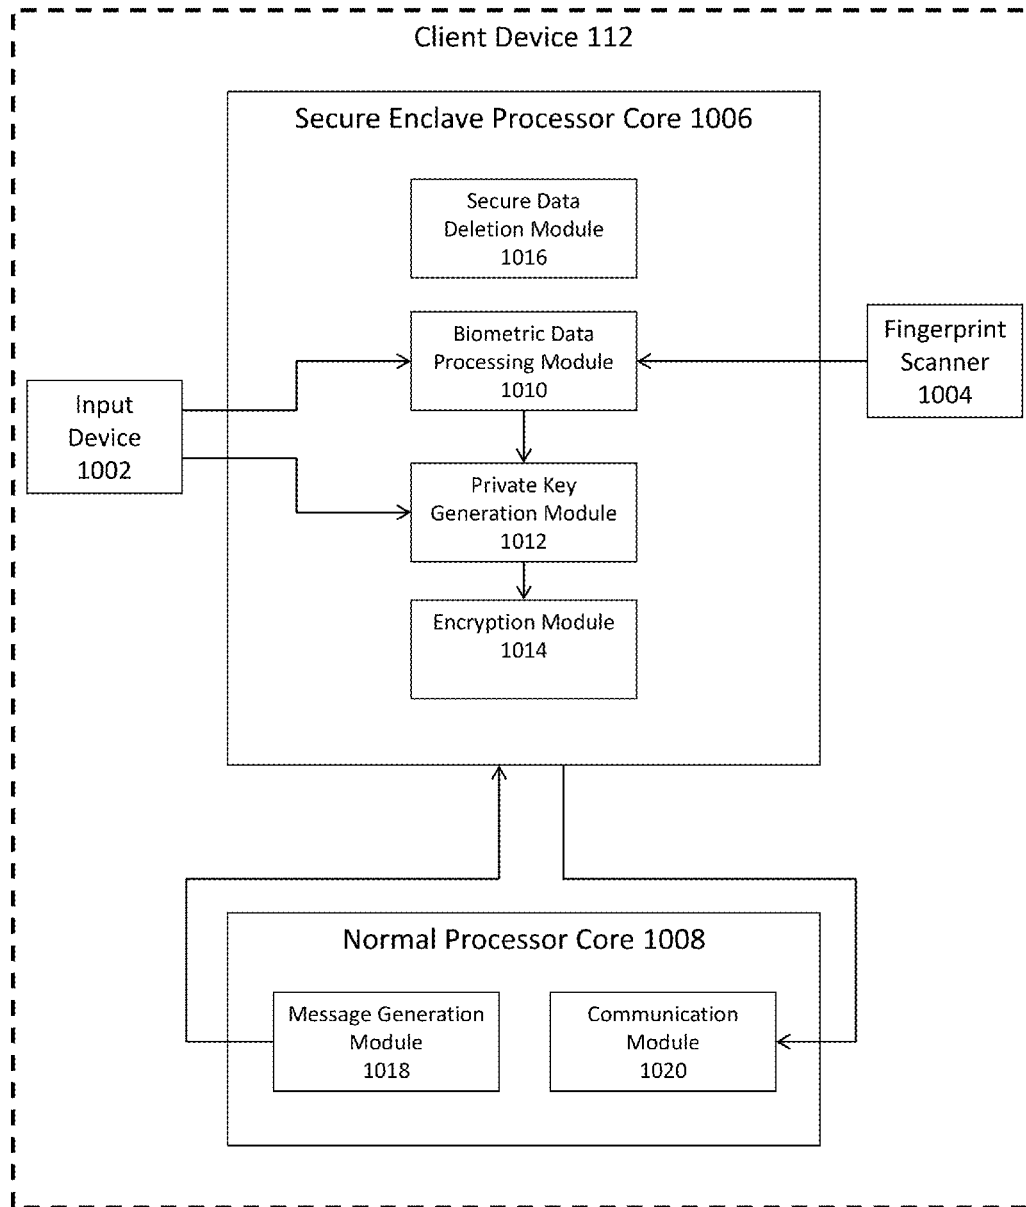 Client Device 112
Secure Enclave Processor Core 1006
Secure Data
Deletion Module
1016
Biometric Data
Processing Module
1010
Fingerprint
Scanner
1004
Input
Device
1002
Private Key
Generation Module
1012
Encryption Module
1014
Normal Processor Core 1008
Message Generation
Module
1018
Communication
Module
1020